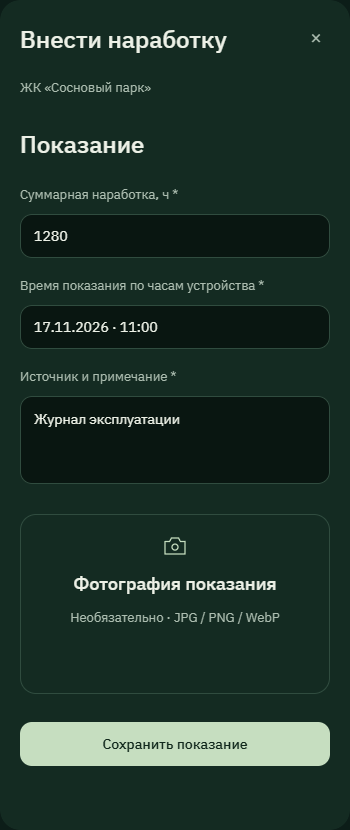 Внести наработку
×
ЖК «Сосновый парк»
Показание
Суммарная наработка, ч *
1280
Время показания по часам устройства *
17.11.2026 · 11:00
Источник и примечание *
Журнал эксплуатации
Фотография показания
Необязательно · JPG / PNG / WebP
Сохранить показание